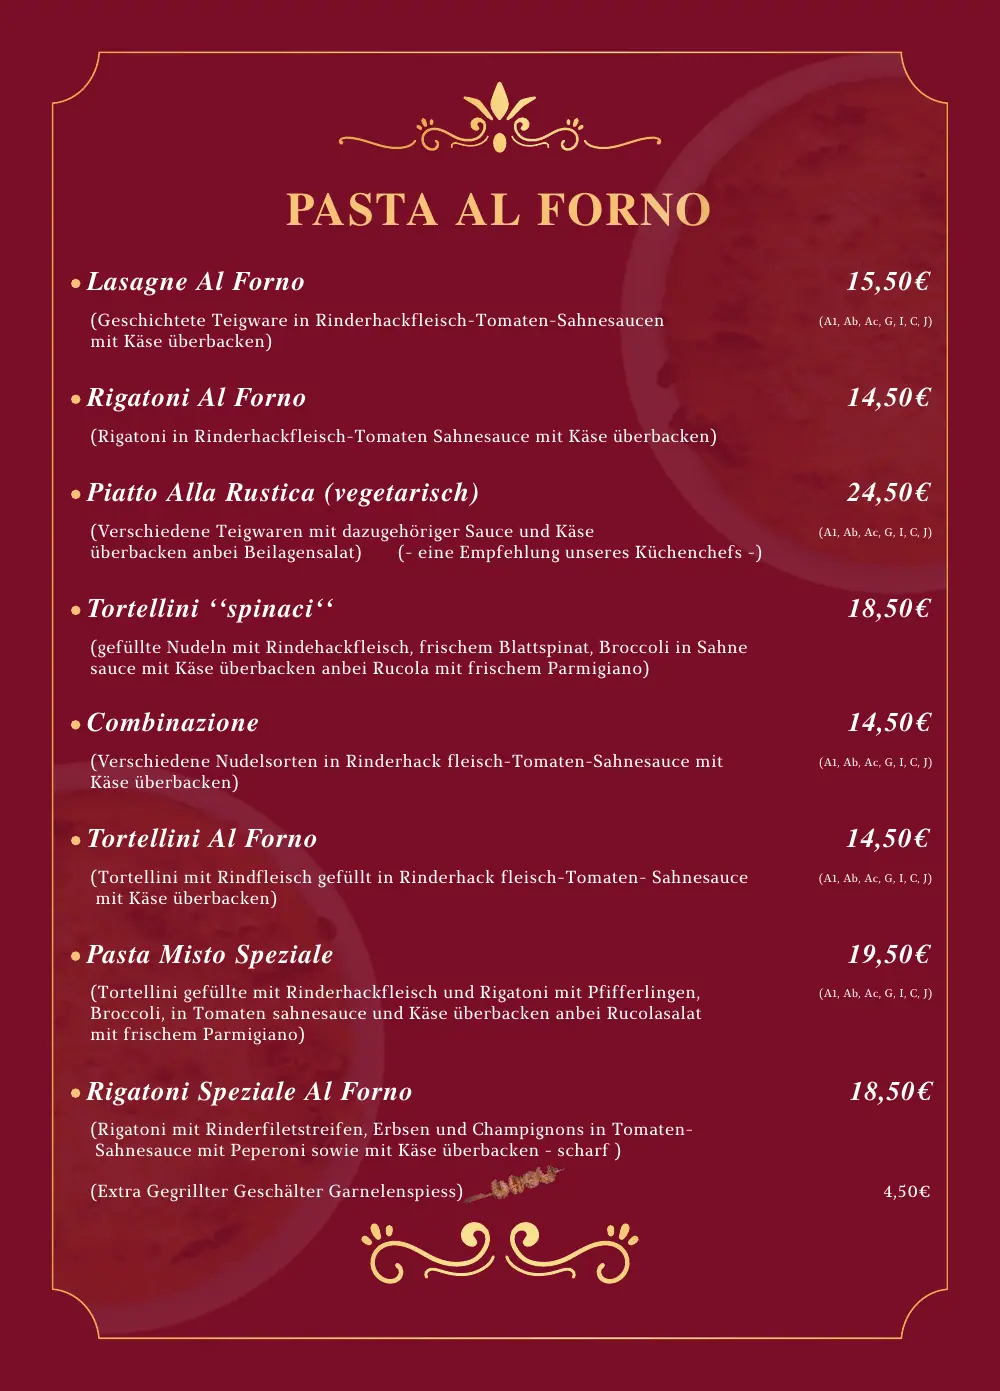 PASTA AL FORNO
• Lasagne Al Forno 15,50€
(Geschichtete Teigware in Rinderhackfleisch-Tomaten-Sahnesaucen (A1, Ab, Ac, G, I, C, J)
mit Käse überbacken)
• Rigatoni Al Forno 14,50€
(Rigatoni in Rinderhackfleisch-Tomaten Sahnesauce mit Käse überbacken)
• Piatto Alla Rustica (vegetarisch) 24,50€
(Verschiedene Teigwaren mit dazugehöriger Sauce und Käse (A1, Ab, Ac, G, I, C, J)
überbacken anbei Beilagensalat) (- eine Empfehlung unseres Küchenchefs -)
• Tortellini ‘‘spinaci‘‘ 18,50€
(gefüllte Nudeln mit Rindehackfleisch, frischem Blattspinat, Broccoli in Sahne
sauce mit Käse überbacken anbei Rucola mit frischem Parmigiano)
• Combinazione 14,50€
(Verschiedene Nudelsorten in Rinderhack fleisch-Tomaten-Sahnesauce mit (A1, Ab, Ac, G, I, C, J)
Käse überbacken)
• Tortellini Al Forno 14,50€
(Tortellini mit Rindfleisch gefüllt in Rinderhack fleisch-Tomaten- Sahnesauce (A1, Ab, Ac, G, I, C, J)
mit Käse überbacken)
• Pasta Misto Speziale 19,50€
(Tortellini gefüllte mit Rinderhackfleisch und Rigatoni mit Pfifferlingen, (A1, Ab, Ac, G, I, C, J)
Broccoli, in Tomaten sahnesauce und Käse überbacken anbei Rucolasalat
mit frischem Parmigiano)
• Rigatoni Speziale Al Forno 18,50€
(Rigatoni mit Rinderfiletstreifen, Erbsen und Champignons in Tomaten-
Sahnesauce mit Peperoni sowie mit Käse überbacken - scharf )
(Extra Gegrillter Geschälter Garnelenspiess) 4,50€